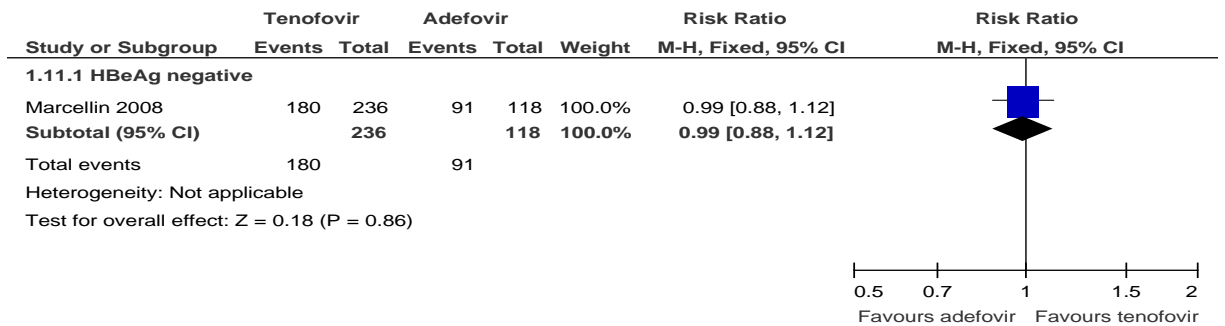 Tenofovir Adefovir Risk Ratio Risk Ratio
Study or Subgroup Events Total Events Total Weight M-H, Fixed, 95% CI M-H, Fixed, 95% CI
1.11.1 HBeAg negative
Marcellin 2008 180 236 91 118 100.0% 0.99 [0.88, 1.12]
Subtotal (95% CI) 236 118 100.0% 0.99 [0.88, 1.12]
Total events 180 91
Heterogeneity: Not applicable
Test for overall effect: Z = 0.18 (P = 0.86)
0.5 0.7 1 1.5 2
Favours adefovir Favours tenofovir